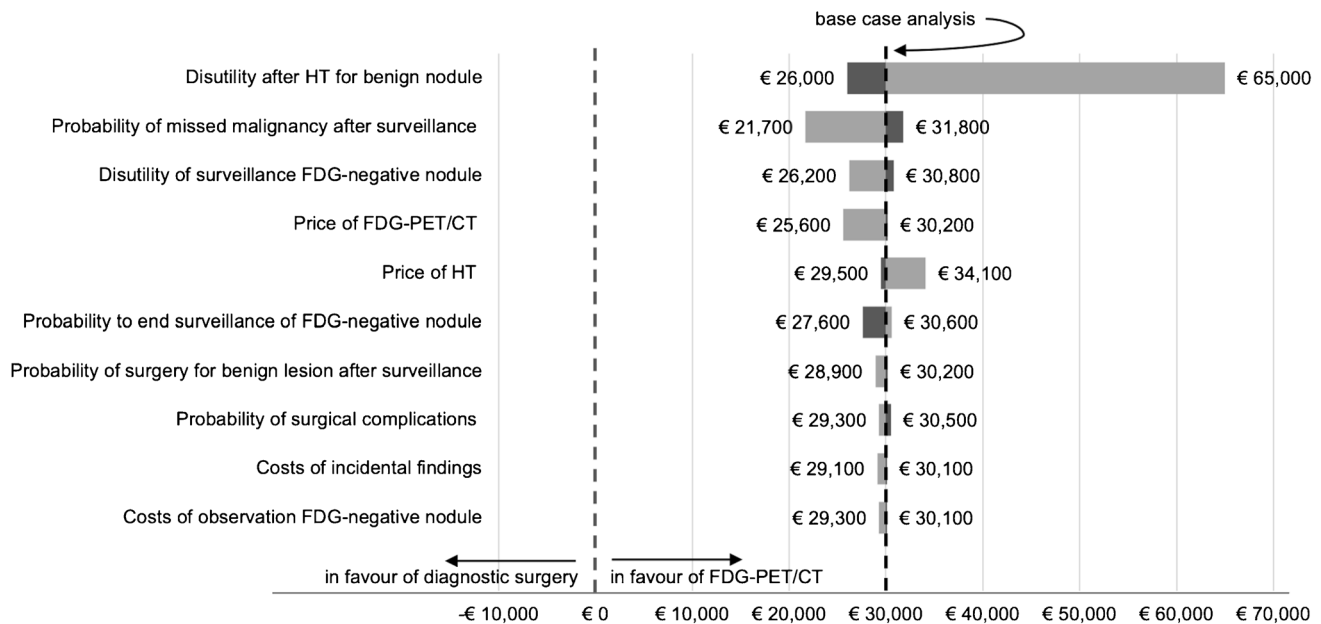 base case analysis
Disutility after HT for benign nodule € 26,000 € 65,000
Probability of missed malignancy after surveillance € 21,700 € 31,800
Disutility of surveillance FDG-negative nodule € 26,200 € 30,800
Price of FDG-PET/CT € 25,600 € 30,200
Price of HT € 29,500 € 34,100
Probability to end surveillance of FDG-negative nodule € 27,600 € 30,600
Probability of surgery for benign lesion after surveillance € 28,900 € 30,200
Probability of surgical complications € 29,300 € 30,500
Costs of incidental findings € 29,100 € 30,100
Costs of observation FDG-negative nodule € 29,300 € 30,100
in favour of diagnostic surgery in favour of FDG-PET/CT
-€ 10,000 € 0 € 10,000 € 20,000 € 30,000 € 40,000 € 50,000 € 60,000 € 70,000